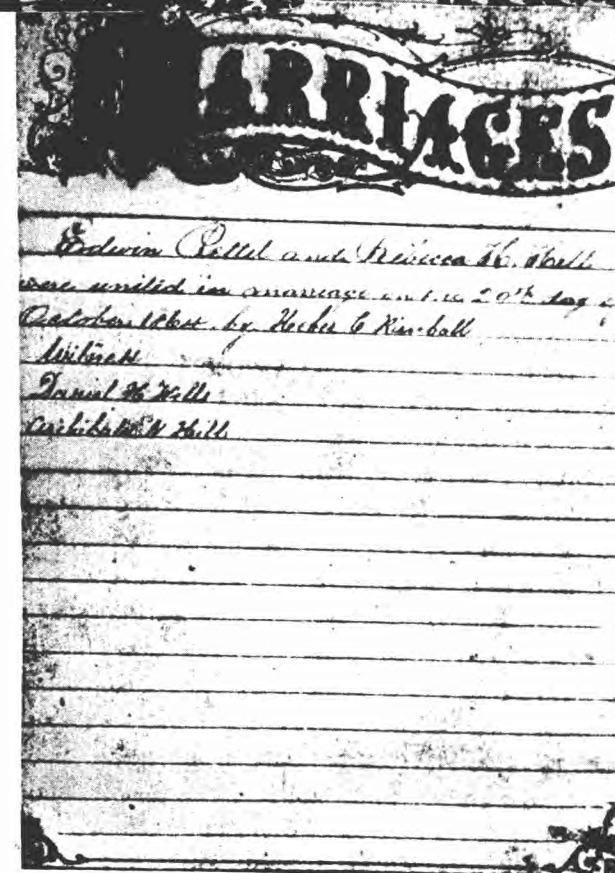 MARRIAGES
Edwin Pettit and Rebecca H. Hill
were united in marriage on the 20th day of
October by Heber C Kimball
Witness
Daniel H Wells
Archibald N Hill